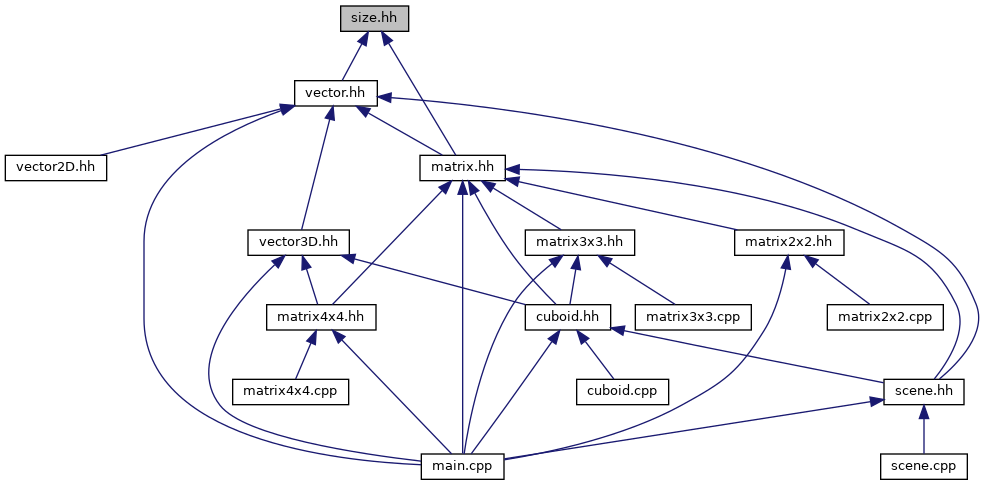 size.hh
vector.hh
vector2D.hh
matrix.hh
vector3D.hh
matrix3x3.hh
matrix2x2.hh
matrix4x4.hh
cuboid.hh
matrix3x3.cpp
matrix2x2.cpp
matrix4x4.cpp
cuboid.cpp
scene.hh
main.cpp
scene.cpp